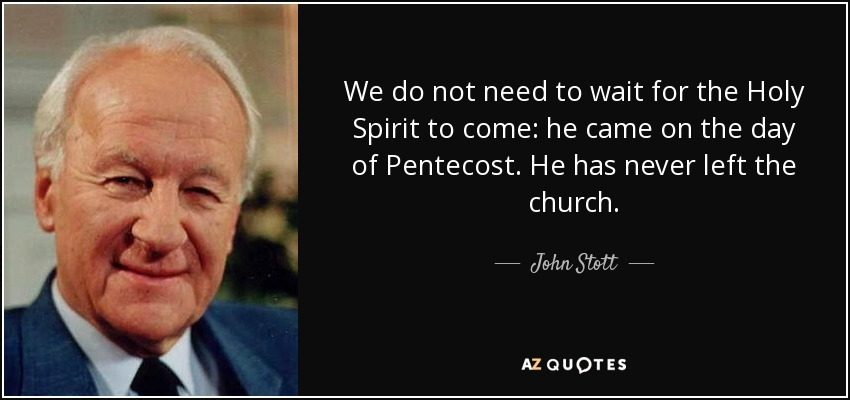 We do not need to wait for the Holy
Spirit to come: he came on the day
of Pentecost. He has never left the
church.
John Stott
AZ QUOTES